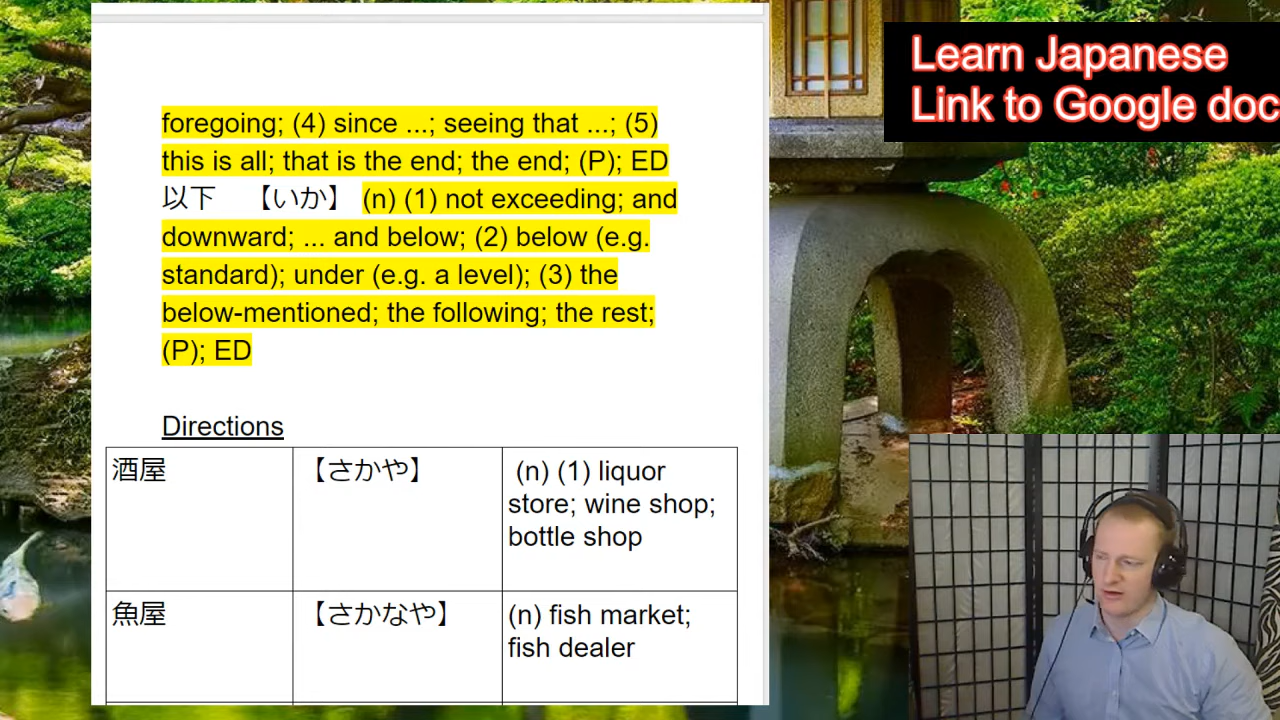 foregoing; (4) since ...; seeing that ...; (5)
this is all; that is the end; the end; (P); ED
以下　【いか】 (n) (1) not exceeding; and
downward; ... and below; (2) below (e.g.
standard); under (e.g. a level); (3) the
below-mentioned; the following; the rest;
(P); ED
Directions
酒屋 【さかや】 (n) (1) liquor
store; wine shop;
bottle shop
魚屋 【さかなや】 (n) fish market;
fish dealer
Learn Japanese
Link to Google doc